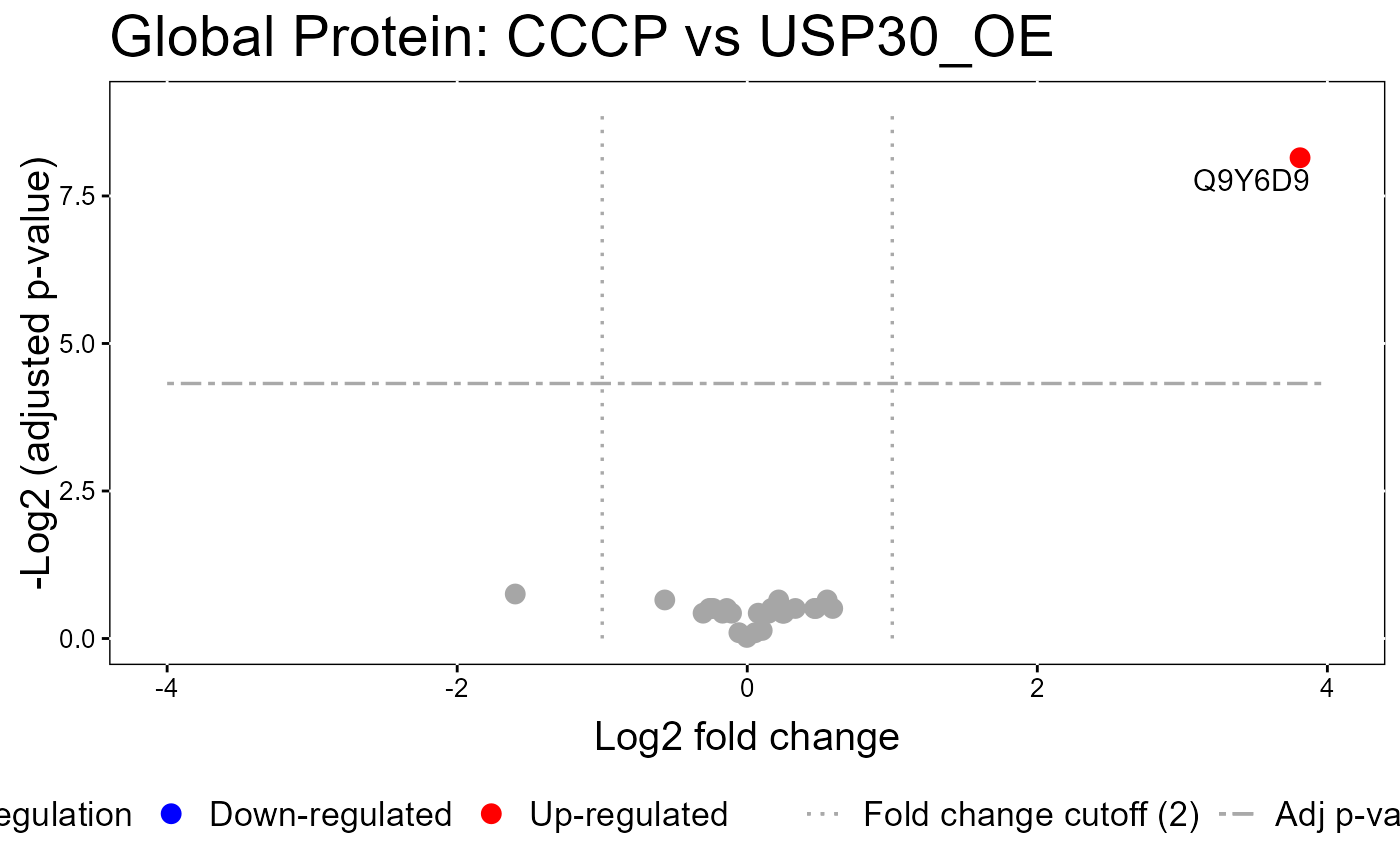 Global Protein: CCCP vs USP30_OE
-Log2 (adjusted p-value)
7.5
5.0
2.5
0.0
Q9Y6D9
-4
-2
0
2
4
Log2 fold change
egulation Down-regulated Up-regulated Fold change cutoff (2) Adj p-va